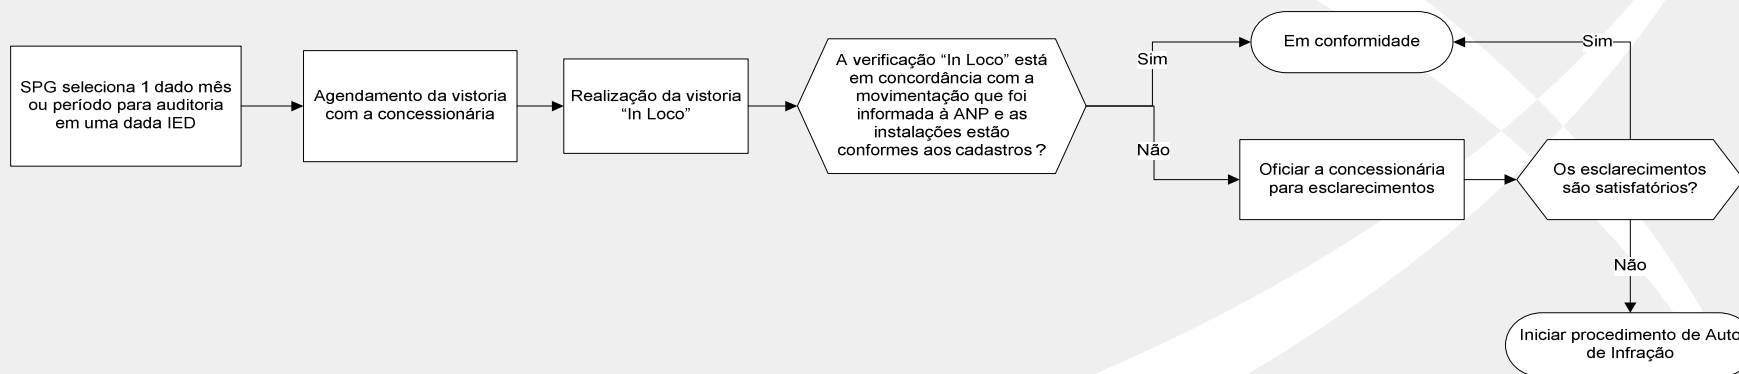 SPG seleciona 1 dado mês
ou período para auditoria
em uma dada IED
Agendamento da vistoria
com a concessionária
Realização da vistoria
“In Loco”
A verificação “In Loco” está
em concordância com a
movimentação que foi
informada à ANP e as
instalações estão
conformes aos cadastros ?
Sim
Em conformidade
Sim
Não
Oficiar a concessionária
para esclarecimentos
Os esclarecimentos
são satisfatórios?
Não
Iniciar procedimento de Auto
de Infração